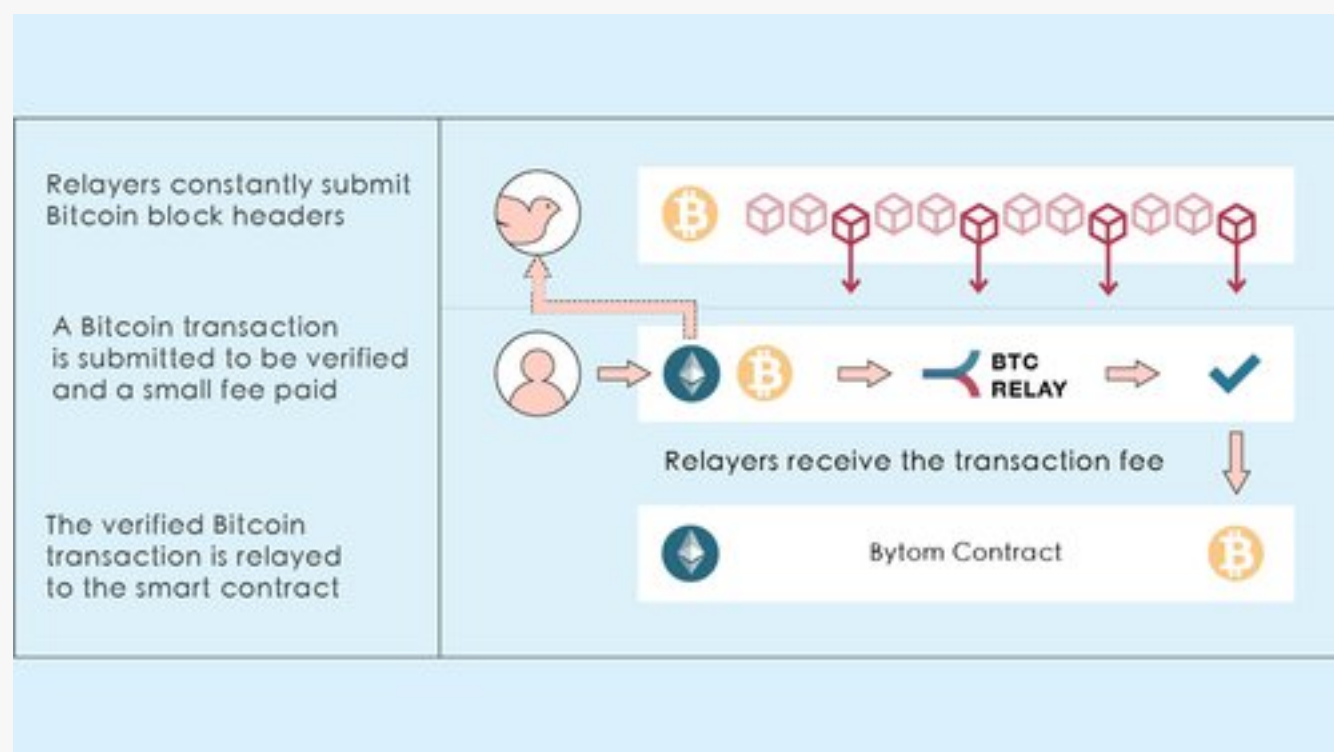 Relayers constantly submit
Bitcoin block headers
A Bitcoin transaction
is submitted to be verified
and a small fee paid
BTC
RELAY
Relayers receive the transaction fee
The verified Bitcoin
transaction is relayed
to the smart contract
Bytom Contract